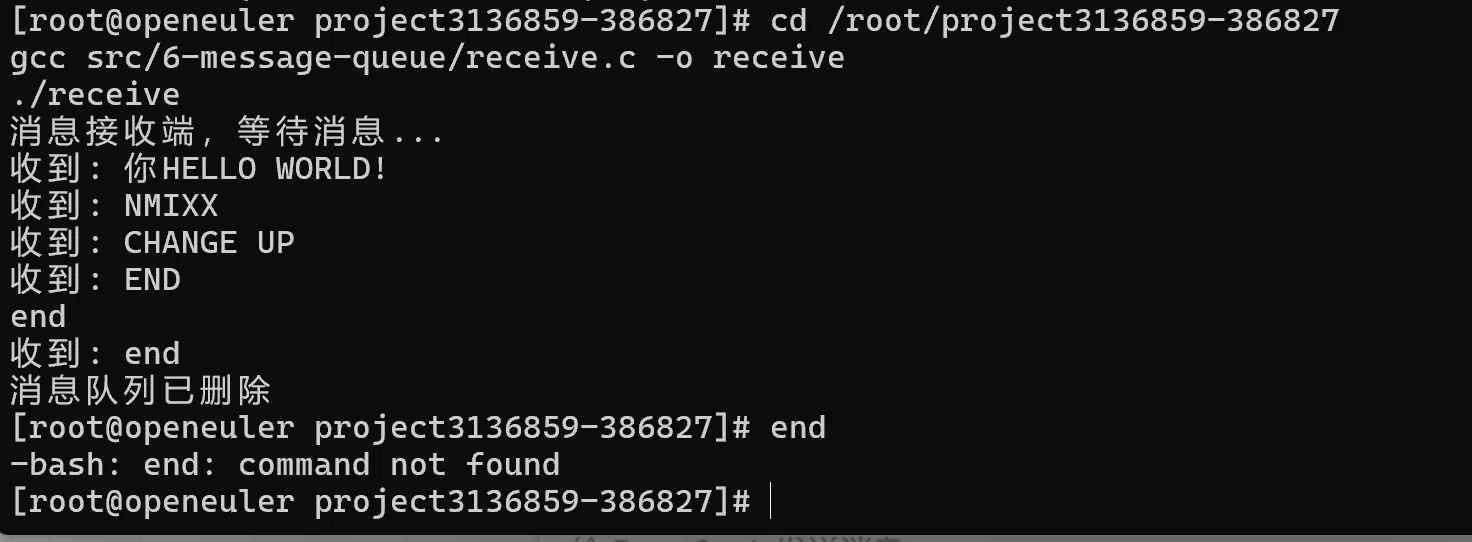 [root@openeuler project3136859-386827]# cd /root/project3136859-386827
gcc src/6-message-queue/receive.c -o receive
./receive
消息接收端，等待消息...
收到：你HELLO WORLD!
收到：NMIXX
收到：CHANGE UP
收到：END
end
收到：end
消息队列已删除
[root@openeuler project3136859-386827]# end
-bash: end: command not found
[root@openeuler project3136859-386827]#